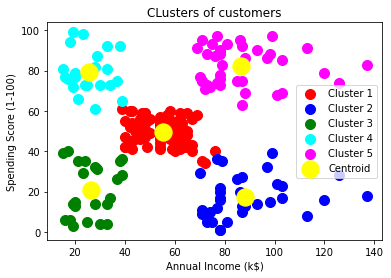 CLusters of customers
100
80
60
40
20
0
Spending Score (1-100)
Cluster 1
Cluster 2
Cluster 3
Cluster 4
Cluster 5
Centroid
20 40 60 80 100 120 140
Annual Income (k$)